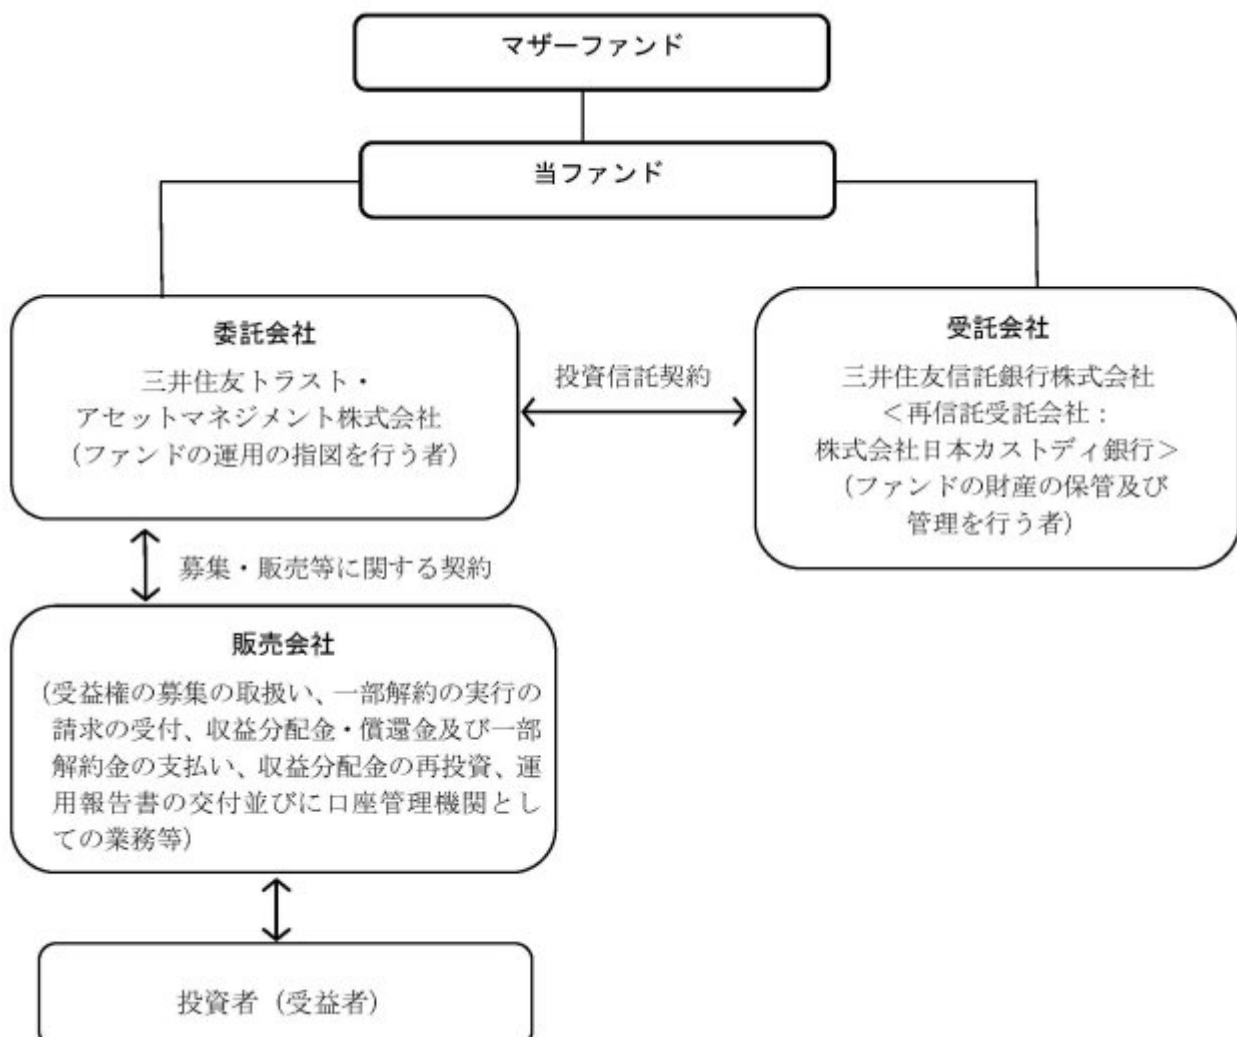 マザーファンド
当ファンド
委託会社
三井住友トラスト・
アセットマネジメント株式会社
（ファンドの運用の指図を行う者）
投資信託契約
受託会社
三井住友信託銀行株式会社
＜再信託受託会社：
株式会社日本カストディ銀行＞
（ファンドの財産の保管及び
管理を行う者）
募集・販売等に関する契約
販売会社
（受益権の募集の取扱い、一部解約の実行の
請求の受付、収益分配金・償還金及び一部
解約金の支払い、収益分配金の再投資、運
用報告書の交付並びに口座管理機関とし
ての業務等）
投資者（受益者）